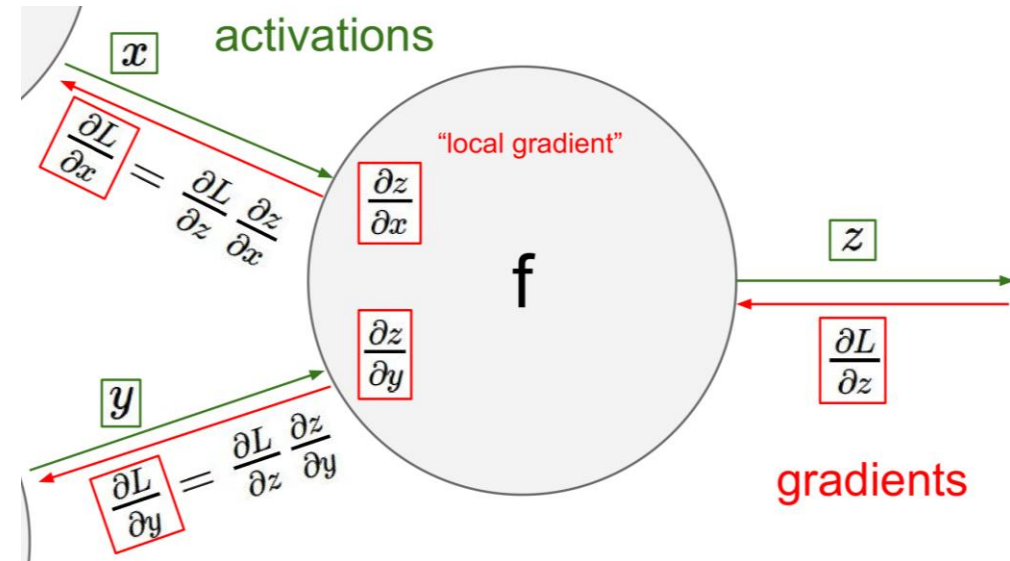 activations
x
∂L/∂x = ∂L/∂z ∂z/∂x
“local gradient”
∂z/∂x
f
z
∂z/∂y
∂L/∂z
y
∂L/∂y = ∂L/∂z ∂z/∂y
gradients